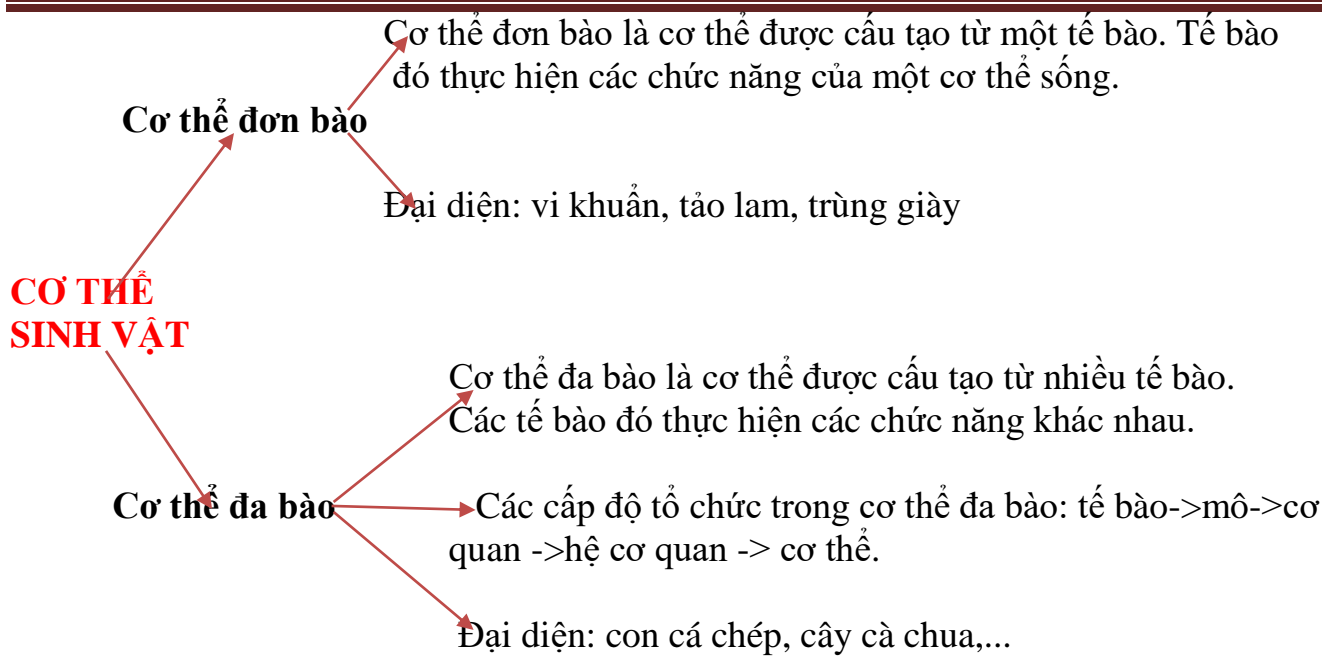 Cơ thể đơn bào là cơ thể được cấu tạo từ một tế bào. Tế bào
đó thực hiện các chức năng của một cơ thể sống.
Cơ thể đơn bào
Đại diện: vi khuẩn, tảo lam, trùng giày
CƠ THỂ
SINH VẬT
Cơ thể đa bào là cơ thể được cấu tạo từ nhiều tế bào.
Các tế bào đó thực hiện các chức năng khác nhau.
Cơ thể đa bào
Các cấp độ tổ chức trong cơ thể đa bào: tế bào->mô->cơ
quan ->hệ cơ quan -> cơ thể.
Đại diện: con cá chép, cây cà chua,...